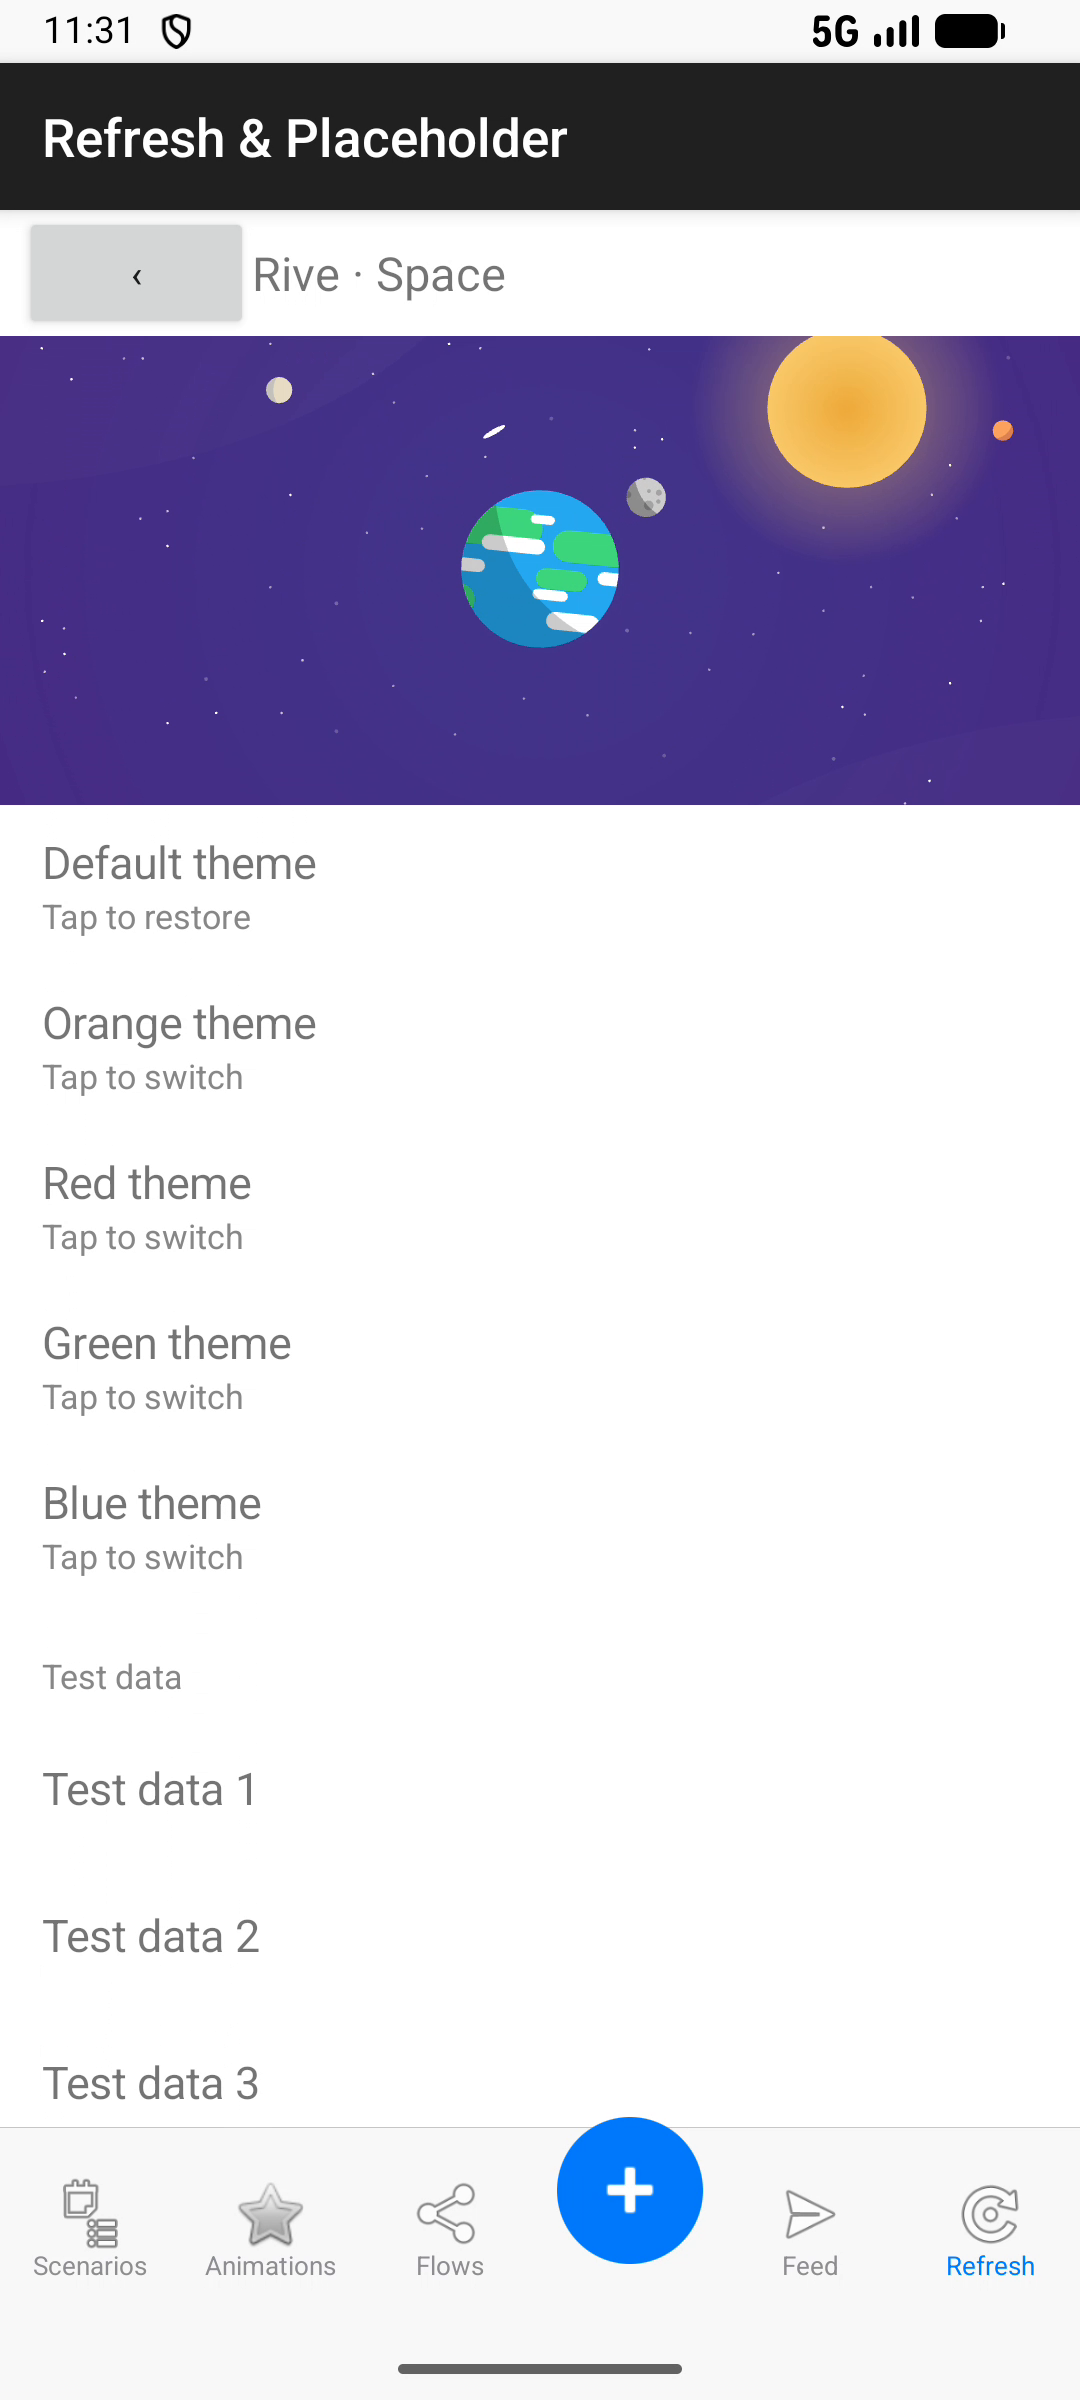 11:31
5G
Refresh & Placeholder
‹
Rive · Space
Default theme
Tap to restore
Orange theme
Tap to switch
Red theme
Tap to switch
Green theme
Tap to switch
Blue theme
Tap to switch
Test data
Test data 1
Test data 2
Test data 3
Scenarios
Animations
Flows
Feed
Refresh